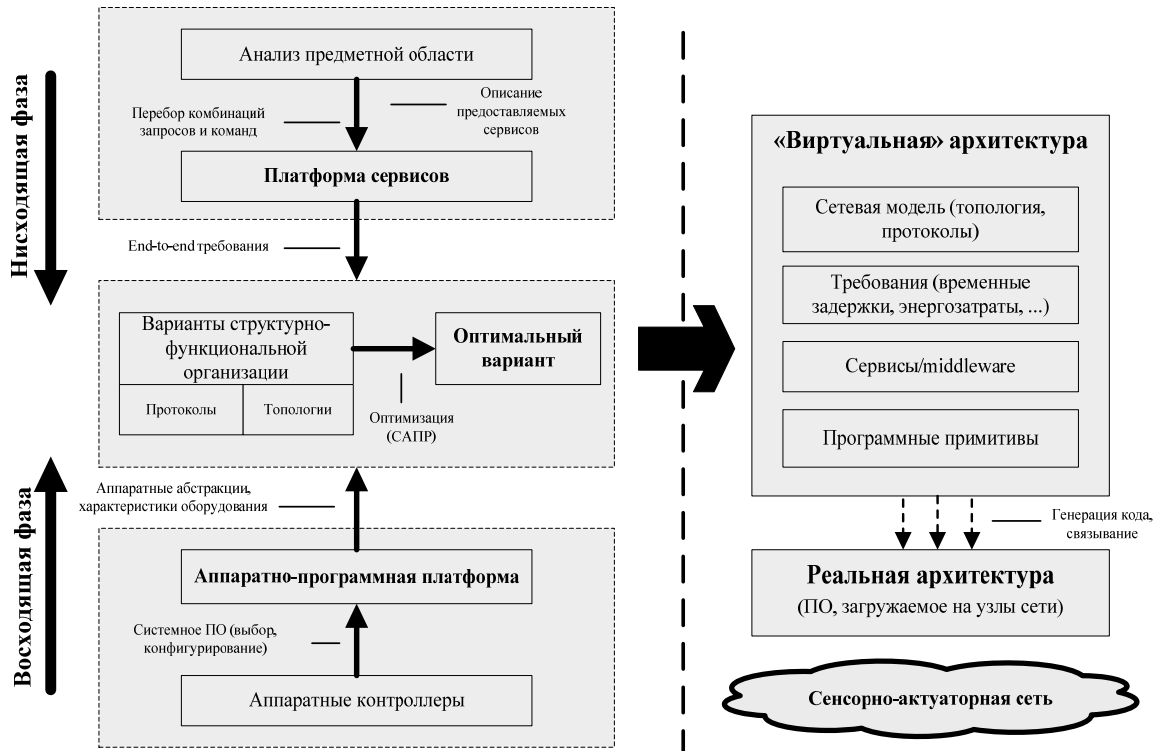 Нисходящая фаза
Анализ предметной области
Перебор комбинаций
запросов и команд
Описание
предоставляемых
сервисов
Платформа сервисов
End-to-end требования
Варианты структурно-
функциональной
организации
Протоколы
Топологии
Оптимальный
вариант
Оптимизация
(САПР)
Восходящая фаза
Аппаратные абстракции,
характеристики оборудования
Аппаратно-программная платформа
Системное ПО (выбор,
конфигурирование)
Аппаратные контроллеры
«Виртуальная» архитектура
Сетевая модель (топология,
протоколы)
Требования (временные
задержки, энергозатраты, ...)
Сервисы/middleware
Программные примитивы
Генерация кода,
связывание
Реальная архитектура
(ПО, загружаемое на узлы сети)
Сенсорно-актуаторная сеть